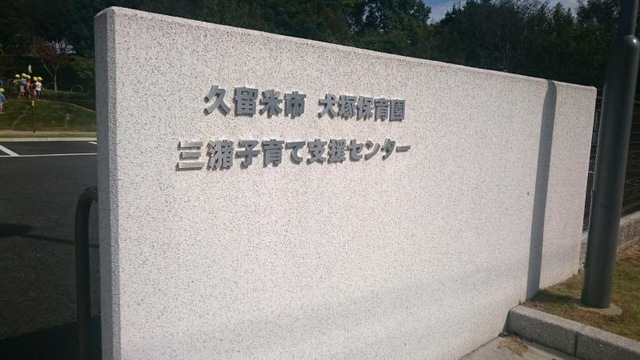 久留米市 犬塚保育園
三潴子育て支援センター